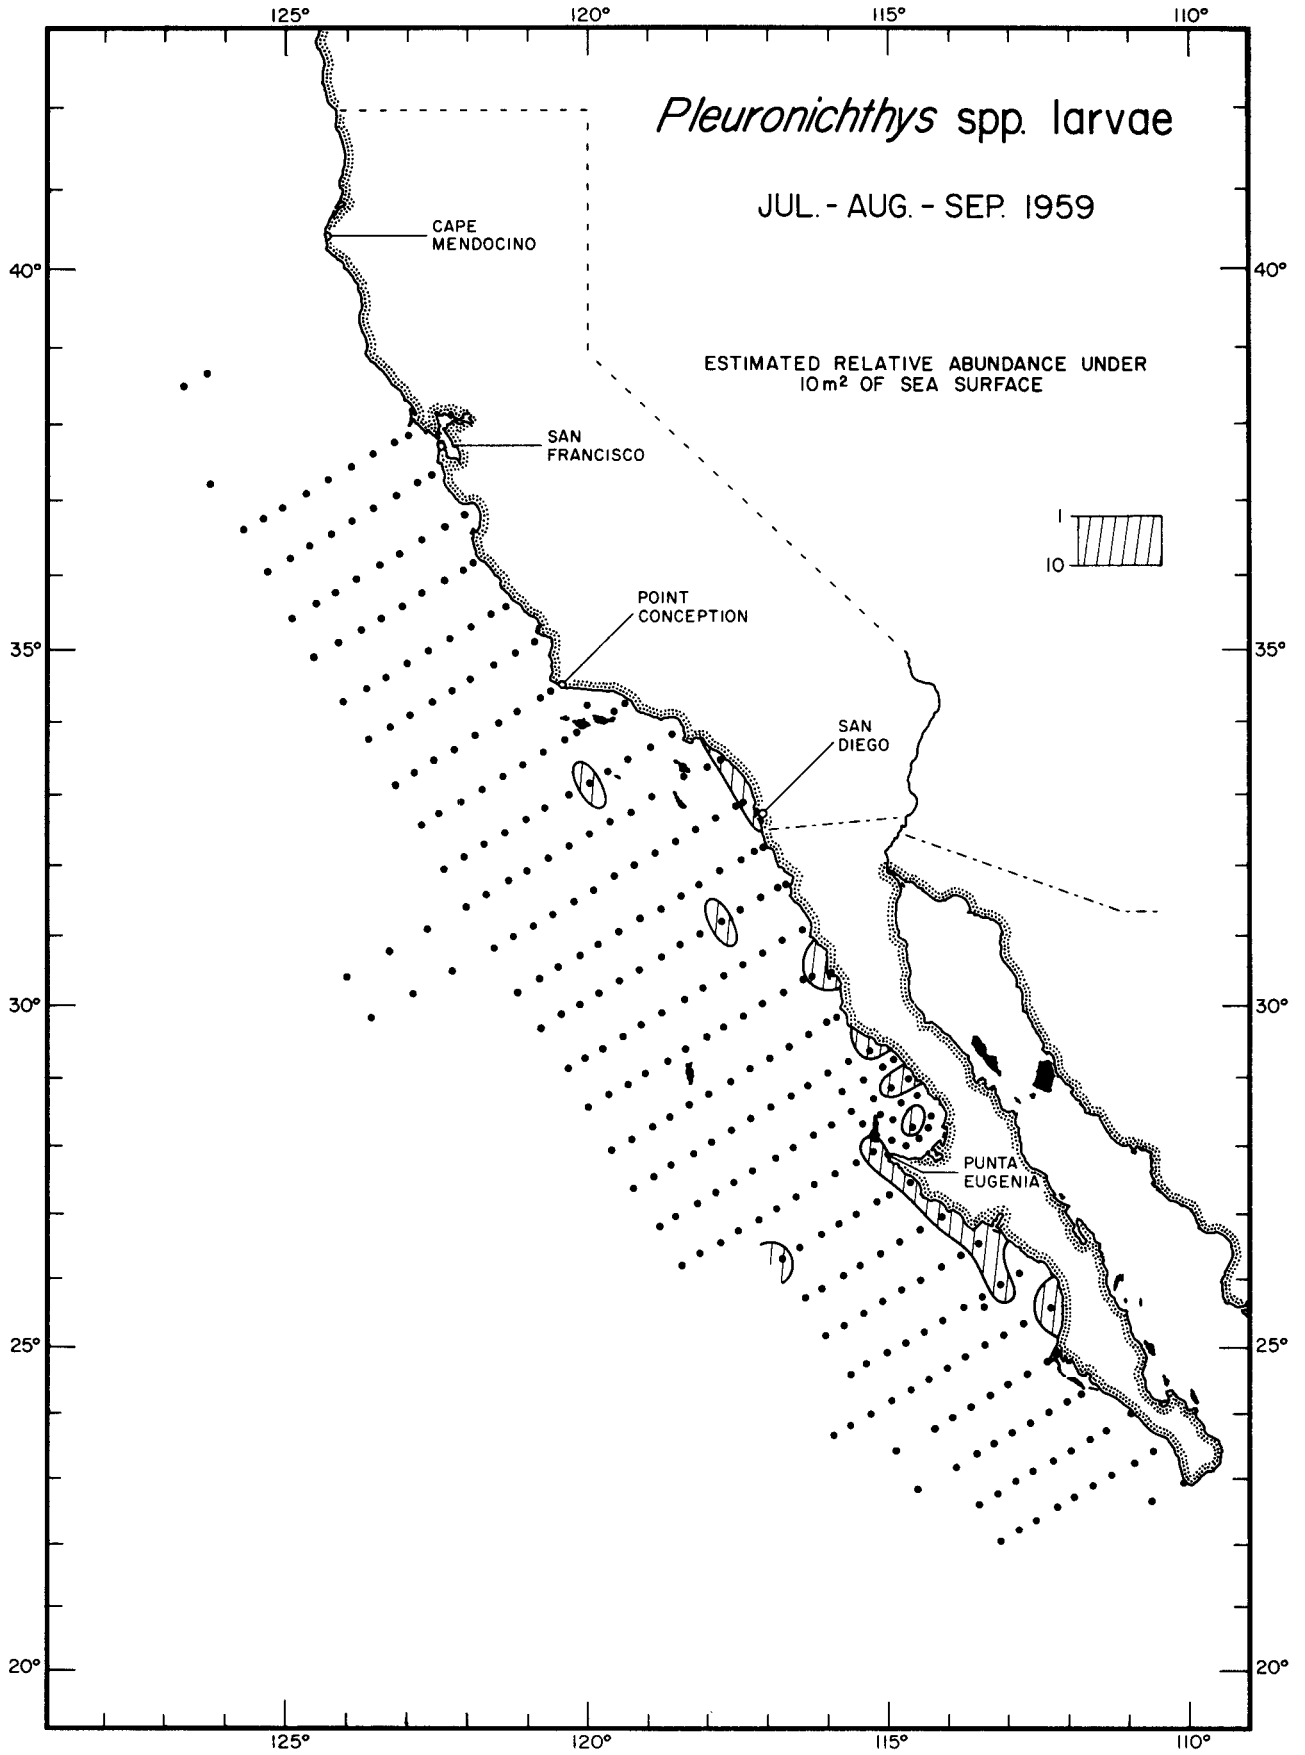 125° 120° 115° 110°
Pleuronichthys spp. larvae
JUL. - AUG. - SEP. 1959
CAPE
MENDOCINO
40° 40°
ESTIMATED RELATIVE ABUNDANCE UNDER
10m² OF SEA SURFACE
SAN
FRANCISCO
1
10
POINT
CONCEPTION
35° 35°
SAN
DIEGO
30° 30°
PUNTA
EUGENIA
25° 25°
20° 20°
125° 120° 115° 110°